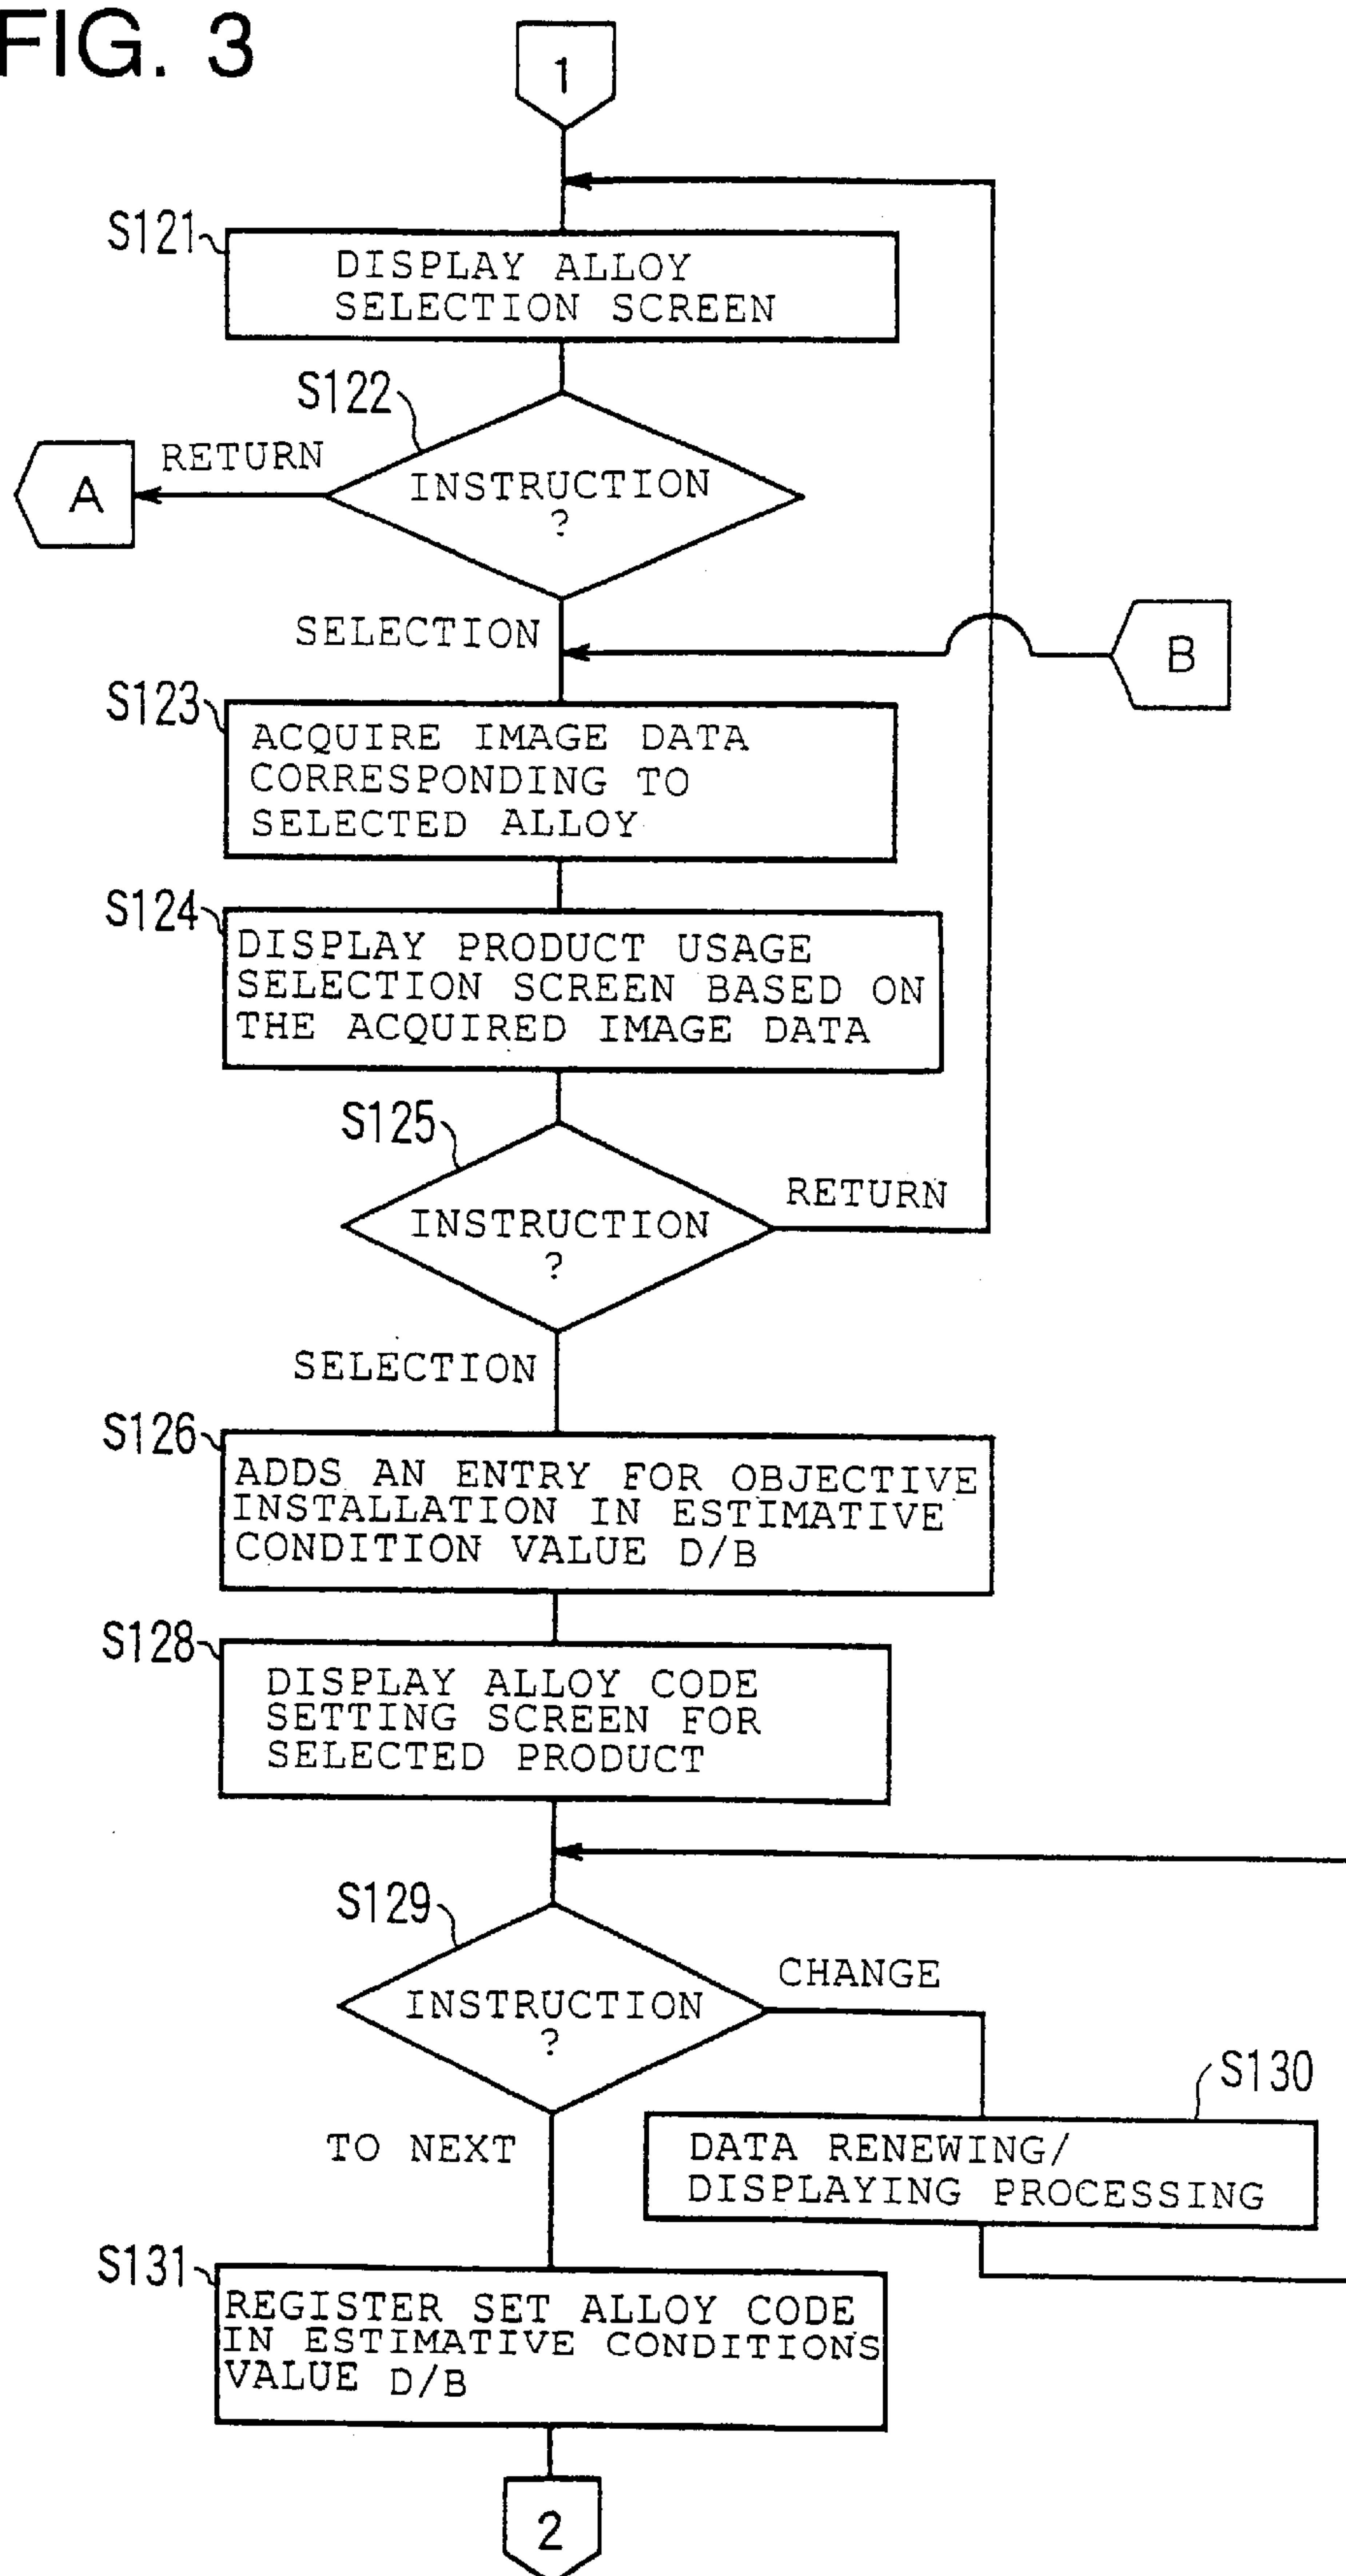 FIG. 3
1
S121
DISPLAY ALLOY
SELECTION SCREEN
S122
RETURN
A
INSTRUCTION
?
SELECTION
B
S123
ACQUIRE IMAGE DATA
CORRESPONDING TO
SELECTED ALLOY
S124
DISPLAY PRODUCT USAGE
SELECTION SCREEN BASED ON
THE ACQUIRED IMAGE DATA
S125
INSTRUCTION
?
RETURN
SELECTION
S126
ADDS AN ENTRY FOR OBJECTIVE
INSTALLATION IN ESTIMATIVE
CONDITION VALUE D/B
S128
DISPLAY ALLOY CODE
SETTING SCREEN FOR
SELECTED PRODUCT
S129
INSTRUCTION
?
CHANGE
S130
DATA RENEWING/
DISPLAYING PROCESSING
TO NEXT
S131
REGISTER SET ALLOY CODE
IN ESTIMATIVE CONDITIONS
VALUE D/B
2